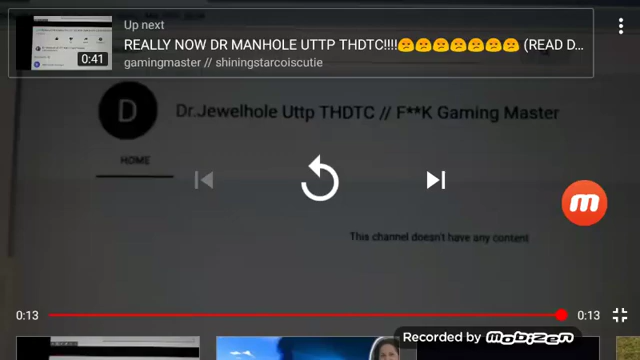 Up next
REALLY NOW DR MANHOLE UTTP THDTC!!!!😕😕😕😕😕😕😕 (READ D...
0:41
gamingmaster // shiningstarcoiscutie
D
Dr.Jewelhole Uttp THDTC // F**K Gaming Master
HOME
m
This channel doesn't have any content
0:13
0:13
Recorded by mobizen